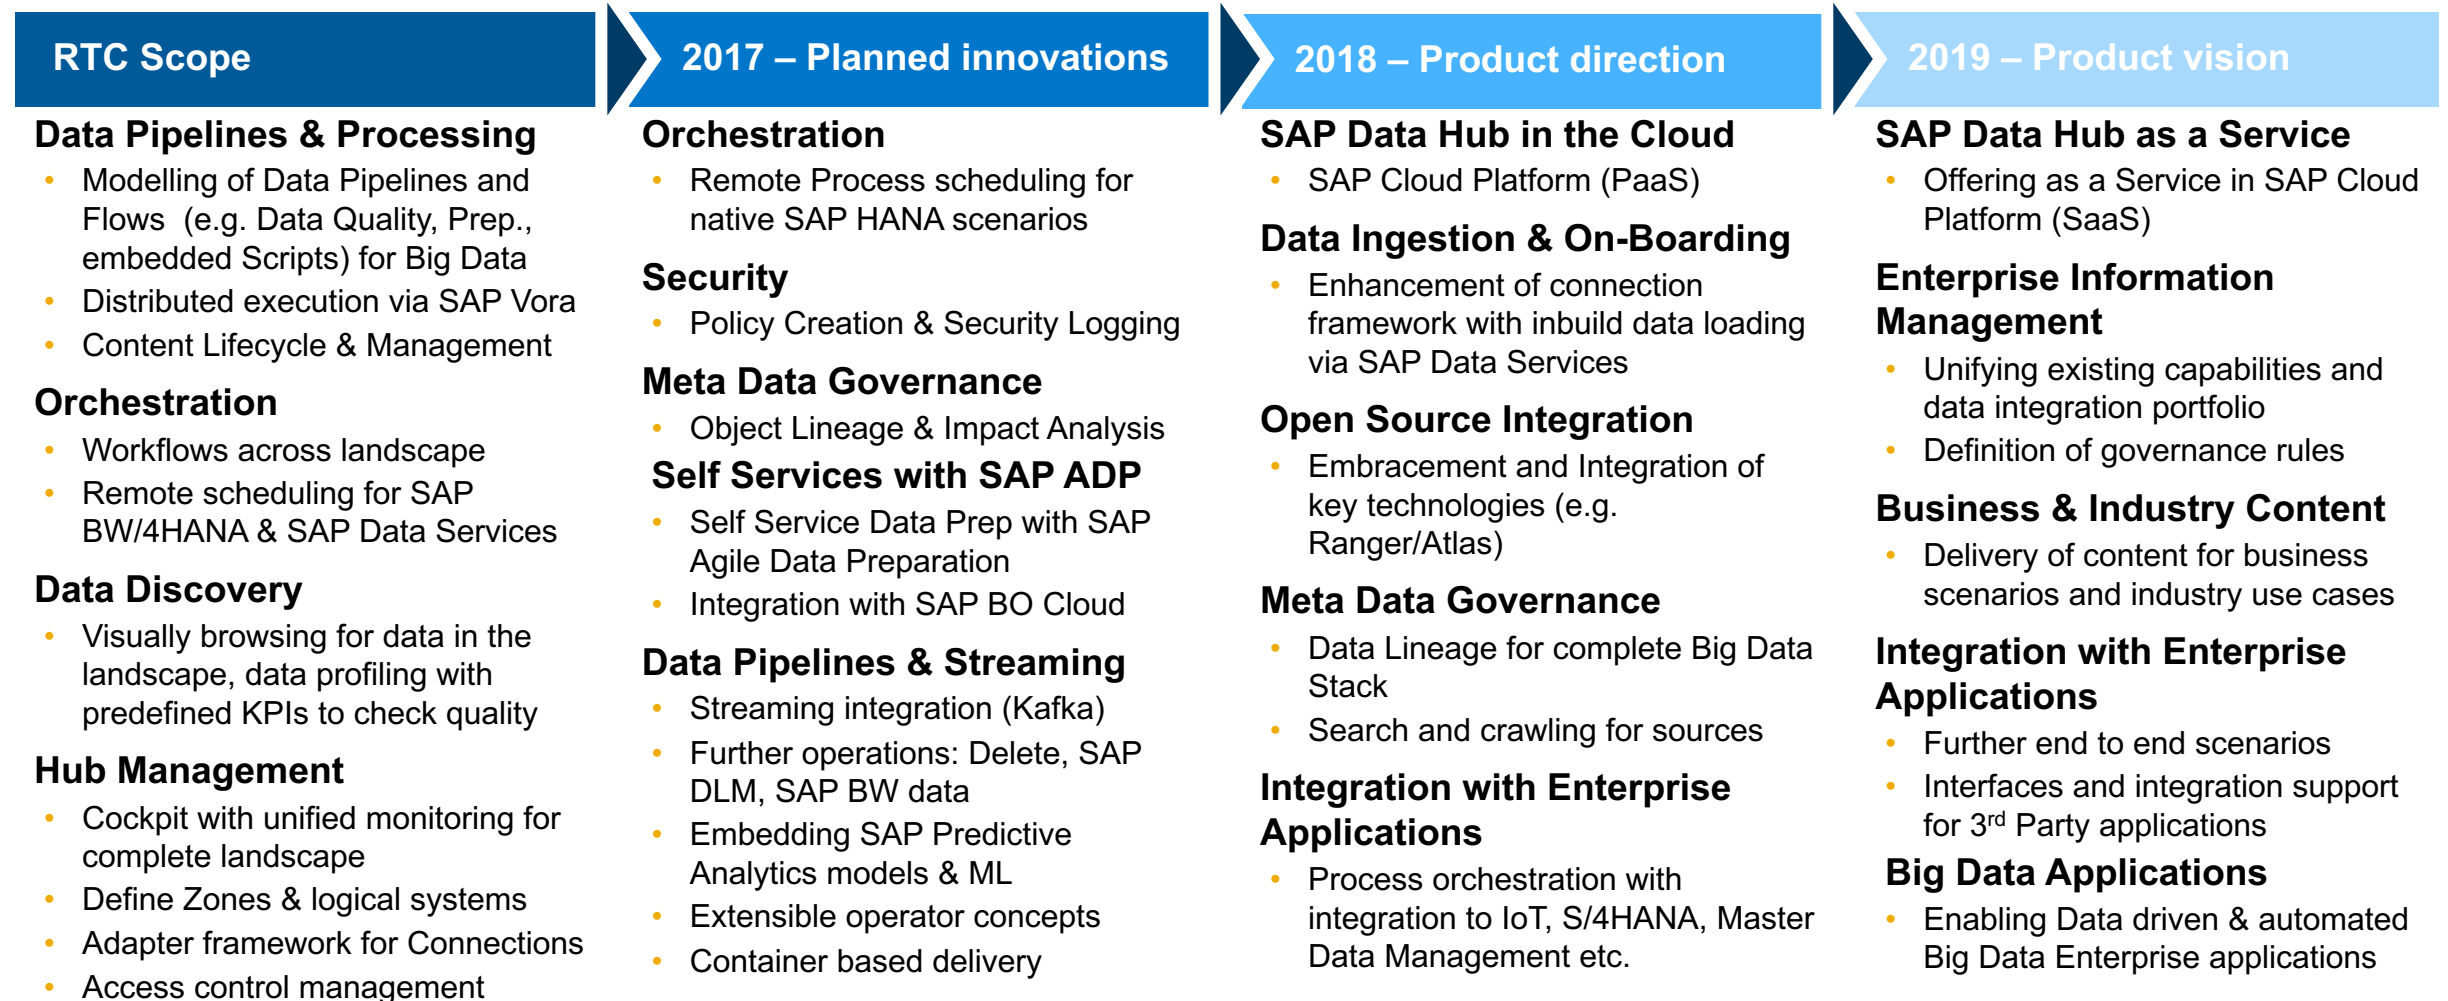 RTC Scope
Data Pipelines & Processing
• Modelling of Data Pipelines and
Flows (e.g. Data Quality, Prep.,
embedded Scripts) for Big Data
• Distributed execution via SAP Vora
• Content Lifecycle & Management
Orchestration
• Workflows across landscape
• Remote scheduling for SAP
BW/4HANA & SAP Data Services
Data Discovery
• Visually browsing for data in the
landscape, data profiling with
predefined KPIs to check quality
Hub Management
• Cockpit with unified monitoring for
complete landscape
• Define Zones & logical systems
• Adapter framework for Connections
• Access control management
2017 – Planned innovations
Orchestration
• Remote Process scheduling for
native SAP HANA scenarios
Security
• Policy Creation & Security Logging
Meta Data Governance
• Object Lineage & Impact Analysis
Self Services with SAP ADP
• Self Service Data Prep with SAP
Agile Data Preparation
• Integration with SAP BO Cloud
Data Pipelines & Streaming
• Streaming integration (Kafka)
• Further operations: Delete, SAP
DLM, SAP BW data
• Embedding SAP Predictive
Analytics models & ML
• Extensible operator concepts
• Container based delivery
2018 – Product direction
SAP Data Hub in the Cloud
• SAP Cloud Platform (PaaS)
Data Ingestion & On-Boarding
• Enhancement of connection
framework with inbuild data loading
via SAP Data Services
Open Source Integration
• Embracement and Integration of
key technologies (e.g.
Ranger/Atlas)
Meta Data Governance
• Data Lineage for complete Big Data
Stack
• Search and crawling for sources
Integration with Enterprise
Applications
• Process orchestration with
integration to IoT, S/4HANA, Master
Data Management etc.
2019 – Product vision
SAP Data Hub as a Service
• Offering as a Service in SAP Cloud
Platform (SaaS)
Enterprise Information
Management
• Unifying existing capabilities and
data integration portfolio
• Definition of governance rules
Business & Industry Content
• Delivery of content for business
scenarios and industry use cases
Integration with Enterprise
Applications
• Further end to end scenarios
• Interfaces and integration support
for 3rd Party applications
Big Data Applications
• Enabling Data driven & automated
Big Data Enterprise applications